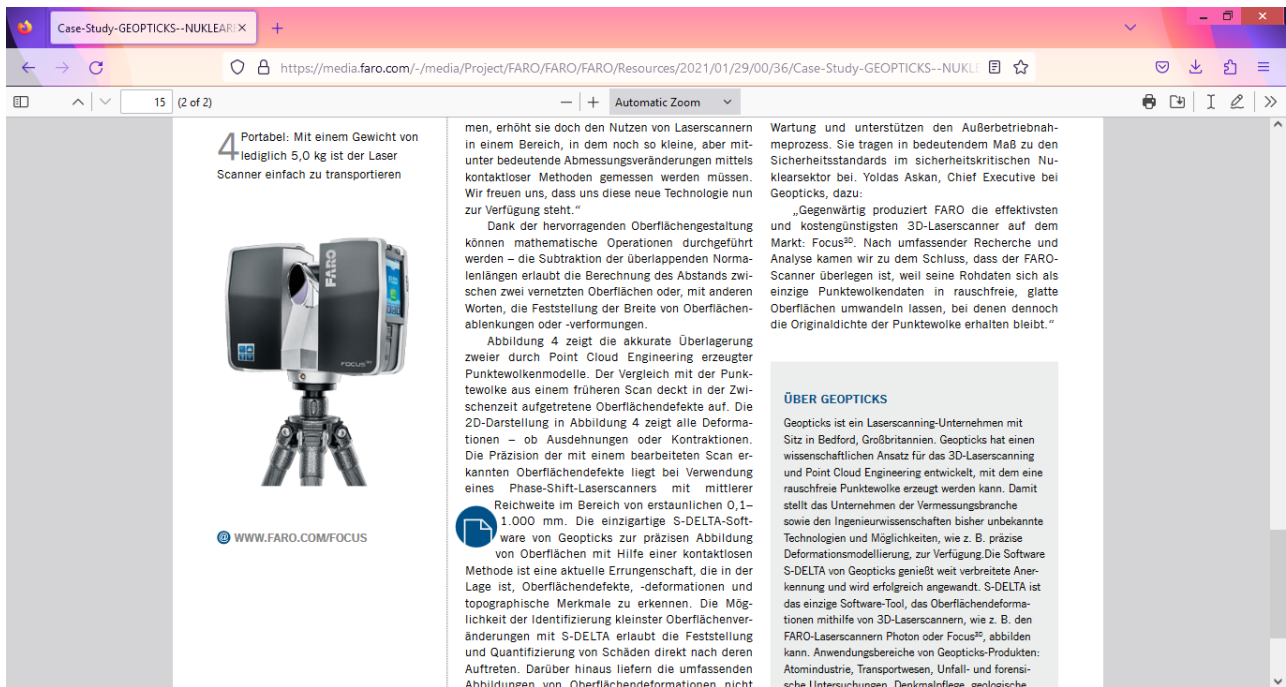 Case-Study-GEOPTICKS--NUKLEAR
https://media.faro.com/-/media/Project/FARO/FARO/FARO/Resources/2021/01/29/00/36/Case-Study-GEOPTICKS--NUKLE
15 (2 of 2)
Automatic Zoom
4 Portabel: Mit einem Gewicht von
lediglich 5,0 kg ist der Laser
Scanner einfach zu transportieren
FARO
FOCUS3D
@ WWW.FARO.COM/FOCUS
men, erhöht sie doch den Nutzen von Laserscannern
in einem Bereich, in dem noch so kleine, aber mit-
unter bedeutende Abmessungsveränderungen mittels
kontaktloser Methoden gemessen werden müssen.
Wir freuen uns, dass uns diese neue Technologie nun
zur Verfügung steht.“
Dank der hervorragenden Oberflächengestaltung
können mathematische Operationen durchgeführt
werden – die Subtraktion der überlappenden Norma-
lenlängen erlaubt die Berechnung des Abstands zwi-
schen zwei vernetzten Oberflächen oder, mit anderen
Worten, die Feststellung der Breite von Oberflächen-
ablenkungen oder -verformungen.
Abbildung 4 zeigt die akkurate Überlagerung
zweier durch Point Cloud Engineering erzeugter
Punktewolkenmodelle. Der Vergleich mit der Punk-
tewolke aus einem früheren Scan deckt in der Zwi-
schenzeit aufgetretene Oberflächendefekte auf. Die
2D-Darstellung in Abbildung 4 zeigt alle Deforma-
tionen – ob Ausdehnungen oder Kontraktionen.
Die Präzision der mit einem bearbeiteten Scan er-
kannten Oberflächendefekte liegt bei Verwendung
eines Phase-Shift-Laserscanners mit mittlerer
Reichweite im Bereich von erstaunlichen 0,1–
1.000 mm. Die einzigartige S-DELTA-Soft-
ware von Geopticks zur präzisen Abbildung
von Oberflächen mit Hilfe einer kontaktlosen
Methode ist eine aktuelle Errungenschaft, die in der
Lage ist, Oberflächendefekte, -deformationen und
topographische Merkmale zu erkennen. Die Mög-
lichkeit der Identifizierung kleinster Oberflächenver-
änderungen mit S-DELTA erlaubt die Feststellung
und Quantifizierung von Schäden direkt nach deren
Auftreten. Darüber hinaus liefern die umfassenden
Abbildungen von Oberflächendeformationen nicht
Wartung und unterstützen den Außerbetriebnah-
meprozess. Sie tragen in bedeutendem Maß zu den
Sicherheitsstandards im sicherheitskritischen Nu-
klearsektor bei. Yoldas Askan, Chief Executive bei
Geopticks, dazu:
„Gegenwärtig produziert FARO die effektivsten
und kostengünstigsten 3D-Laserscanner auf dem
Markt: Focus3D. Nach umfassender Recherche und
Analyse kamen wir zu dem Schluss, dass der FARO-
Scanner überlegen ist, weil seine Rohdaten sich als
einzige Punktewolkendaten in rauschfreie, glatte
Oberflächen umwandeln lassen, bei denen dennoch
die Originaldichte der Punktewolke erhalten bleibt.“
ÜBER GEOPTICKS
Geopticks ist ein Laserscanning-Unternehmen mit
Sitz in Bedford, Großbritannien. Geopticks hat einen
wissenschaftlichen Ansatz für das 3D-Laserscanning
und Point Cloud Engineering entwickelt, mit dem eine
rauschfreie Punktewolke erzeugt werden kann. Damit
stellt das Unternehmen der Vermessungsbranche
sowie den Ingenieurwissenschaften bisher unbekannte
Technologien und Möglichkeiten, wie z. B. präzise
Deformationsmodellierung, zur Verfügung.Die Software
S-DELTA von Geopticks genießt weit verbreitete Aner-
kennung und wird erfolgreich angewandt. S-DELTA ist
das einzige Software-Tool, das Oberflächendeforma-
tionen mithilfe von 3D-Laserscannern, wie z. B. den
FARO-Laserscannern Photon oder Focus3D, abbilden
kann. Anwendungsbereiche von Geopticks-Produkten:
Atomindustrie, Transportwesen, Unfall- und forensi-
sche Untersuchungen, Denkmalpflege, geologische